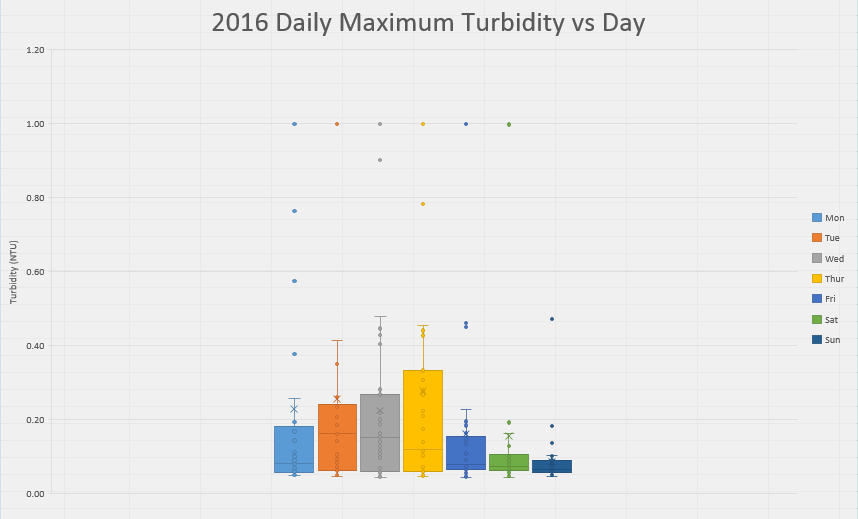 2016 Daily Maximum Turbidity vs Day
1.20
1.00
0.80
0.60
0.40
0.20
0.00
Turbidity (NTU)
Mon
Tue
Wed
Thur
Fri
Sat
Sun